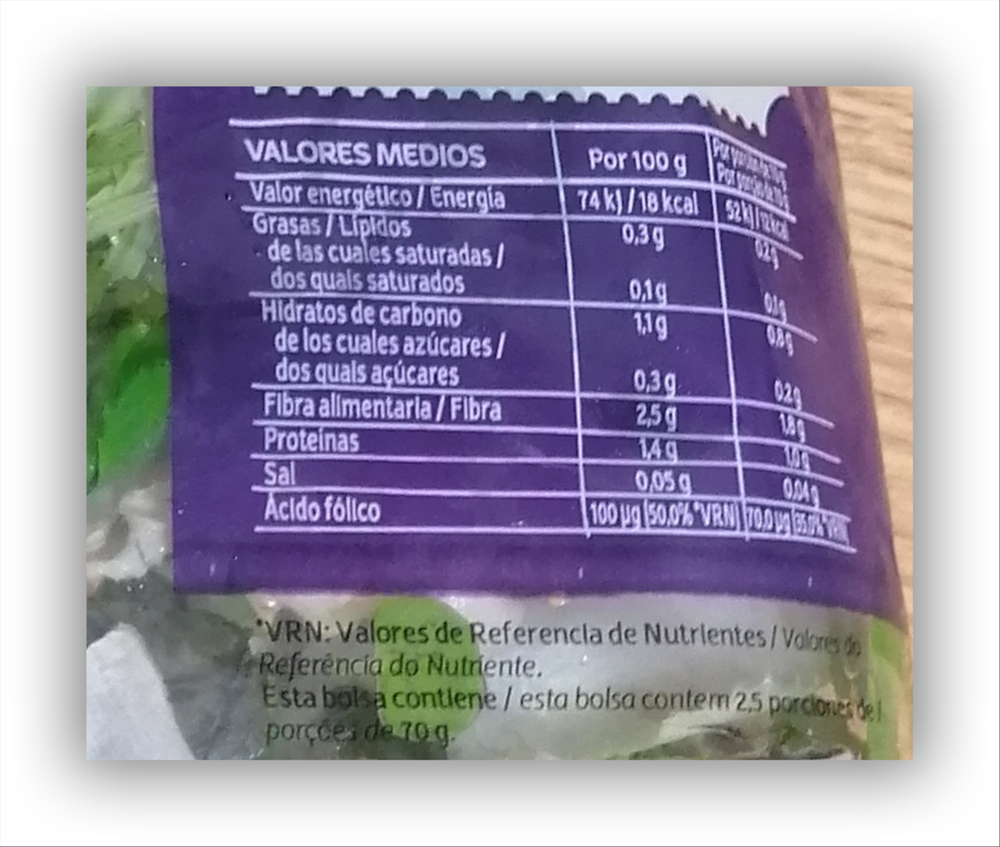 VALORES MEDIOS Por 100 g Por porción de 70 g
Por porção de 70 g
Valor energético / Energía 74 kJ / 18 kcal 52 kJ / 12 kcal
Grasas / Lípidos 0,3 g 0,2 g
de las cuales saturadas /
dos quais saturados 0,1 g 0,1 g
Hidratos de carbono 1,1 g 0,8 g
de los cuales azúcares /
dos quais açúcares 0,3 g 0,2 g
Fibra alimentaria / Fibra 2,5 g 1,8 g
Proteínas 1,4 g 1,0 g
Sal 0,05 g 0,04 g
Ácido fólico 100 µg (50,0% *VRN) 70,0 µg (35,0% *VRN)
*VRN: Valores de Referencia de Nutrientes / Valores do
Referência do Nutriente.
Esta bolsa contiene / esta bolsa contem 2,5 porciones de /
porções de 70 g.